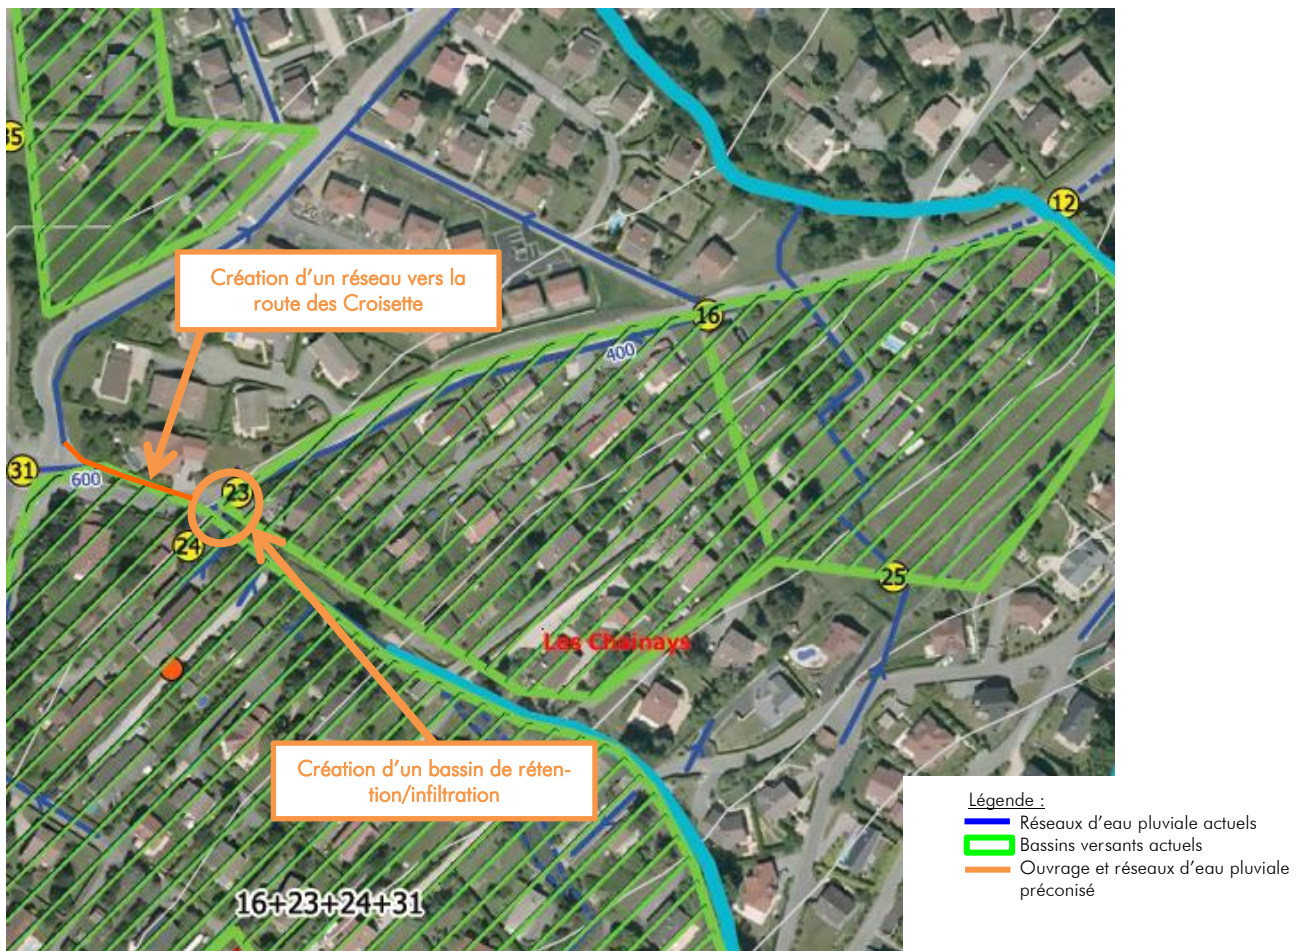 35
12
Création d'un réseau vers la
route des Croisette
16
400
31
600
23
24
25
Les Chainays
Création d'un bassin de réten-
tion/infiltration
16+23+24+31
Légende :
Réseaux d'eau pluviale actuels
Bassins versants actuels
Ouvrage et réseaux d'eau pluviale
préconisé